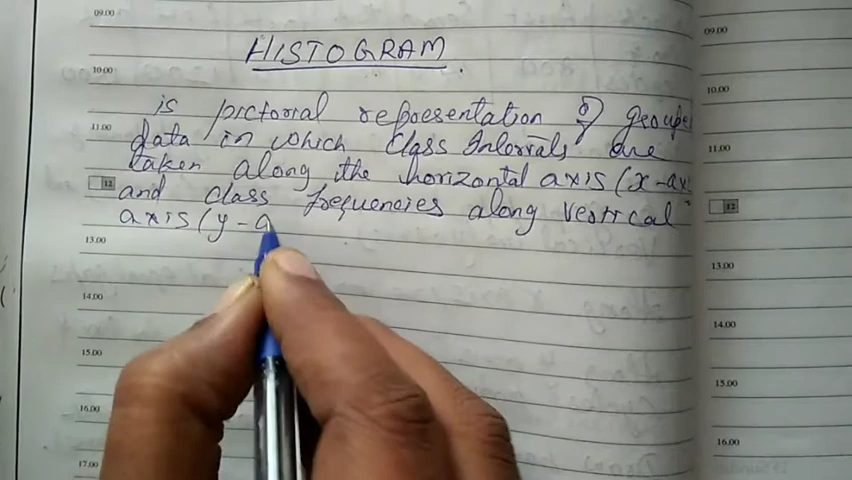 09.00
HISTOGRAM.
10.00
is pictorial representation of grouped
11.00
data in which Class Intervals are
taken along the horizontal axis (x-axi
12
and class frequencies along Vertical
axis (y-a
13.00
14.00
15.00
16.00
17.00
09.00
10.00
11.00
12
13.00
14.00
15.00
16.00